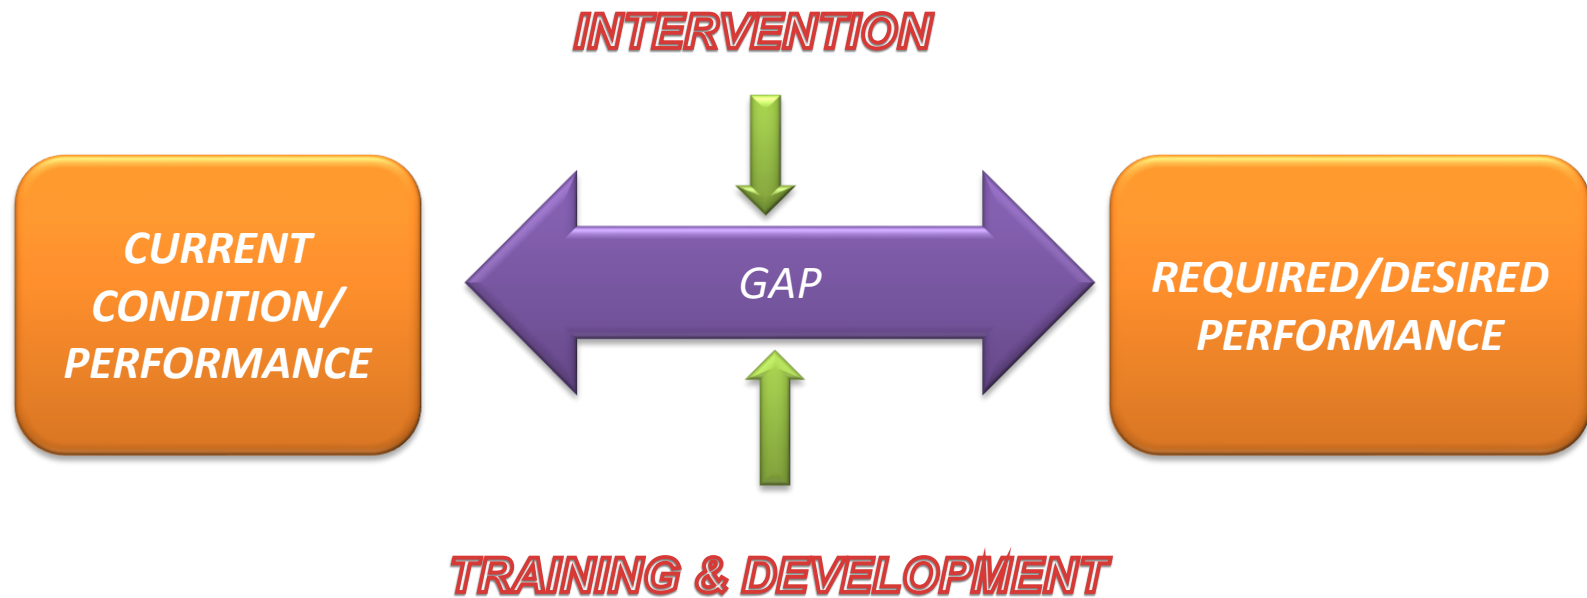 INTERVENTION
CURRENT
CONDITION/
PERFORMANCE
GAP
REQUIRED/DESIRED
PERFORMANCE
TRAINING & DEVELOPMENT